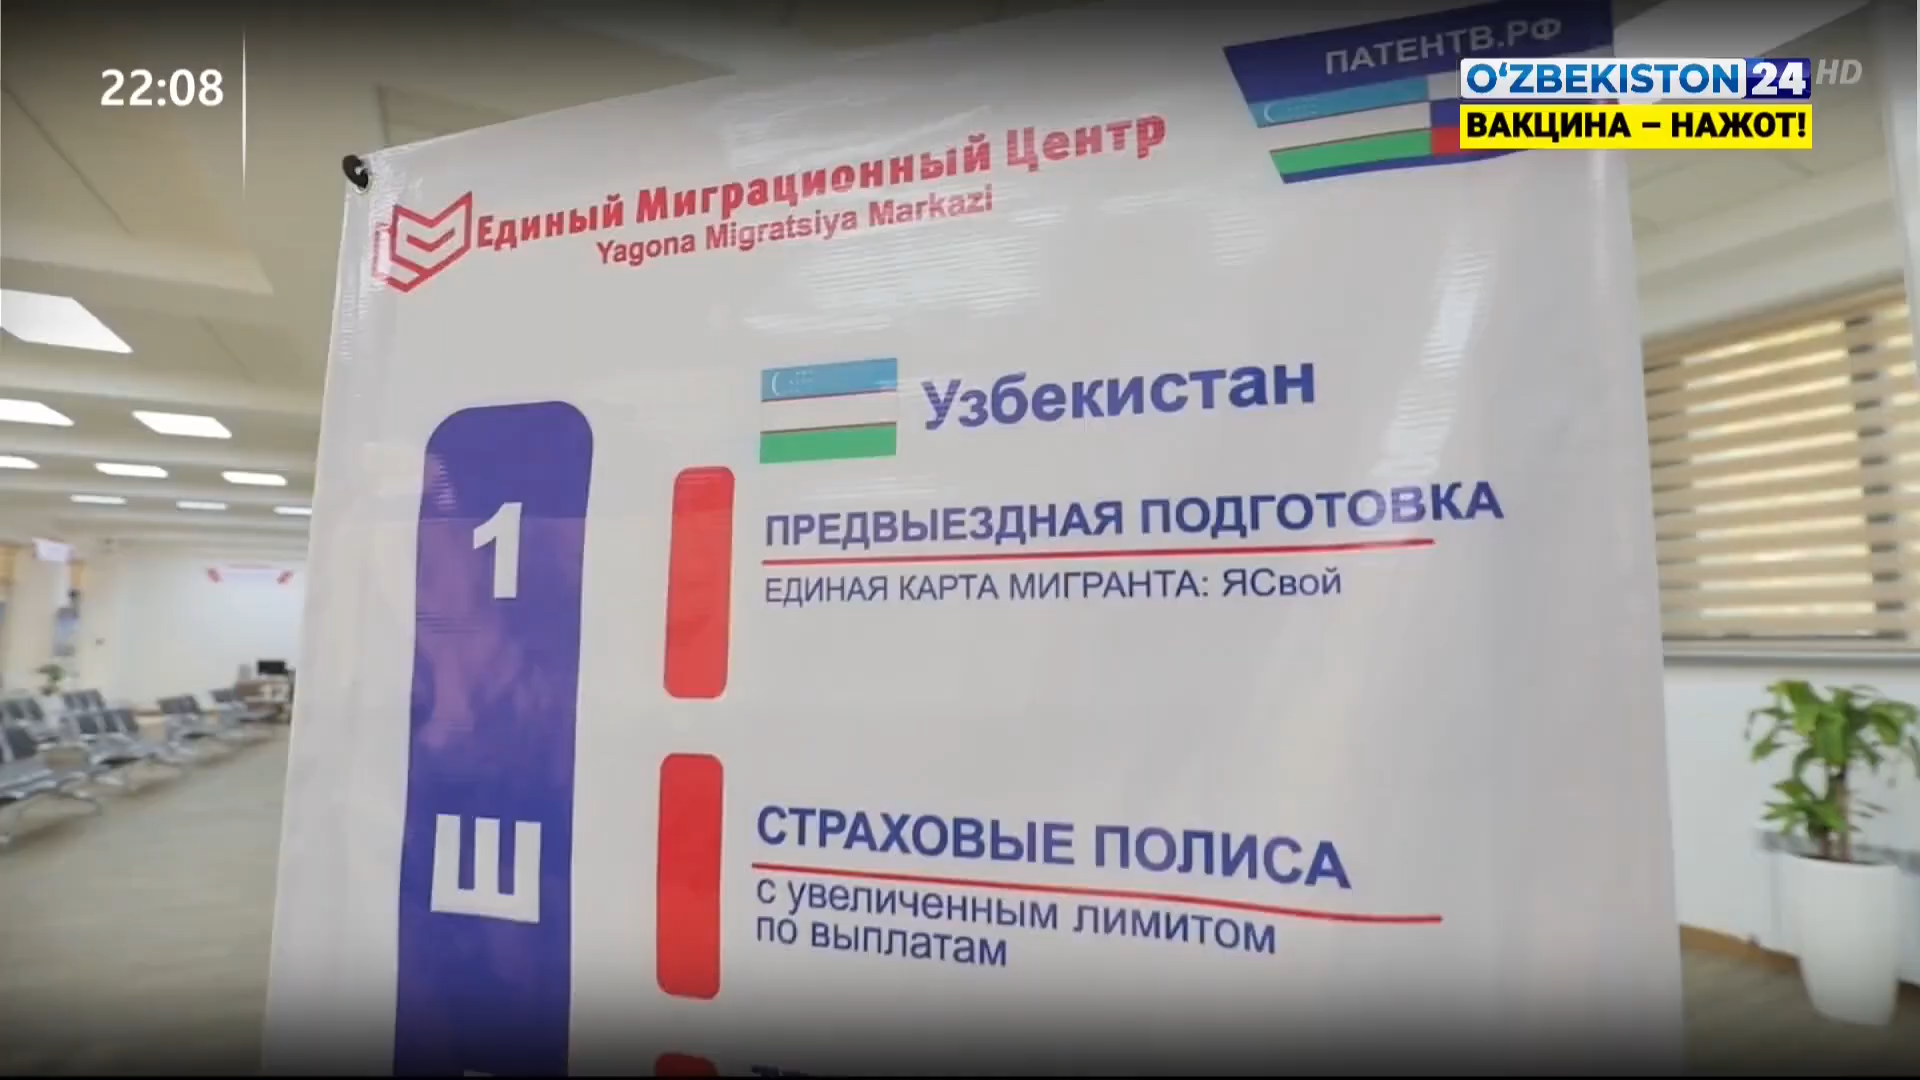 22:08
ПАТЕНТВ.РФ
O‘ZBEKISTON 24 HD
ВАКЦИНА – НАЖОТ!
Единый Миграционный Центр
Yagona Migratsiya Markazi
Узбекистан
1
ПРЕДВЫЕЗДНАЯ ПОДГОТОВКА
ЕДИНАЯ КАРТА МИГРАНТА: ЯСвой
Ш
СТРАХОВЫЕ ПОЛИСА
С УВЕЛИЧЕННЫМ ЛИМИТОМ
ПО ВЫПЛАТАМ